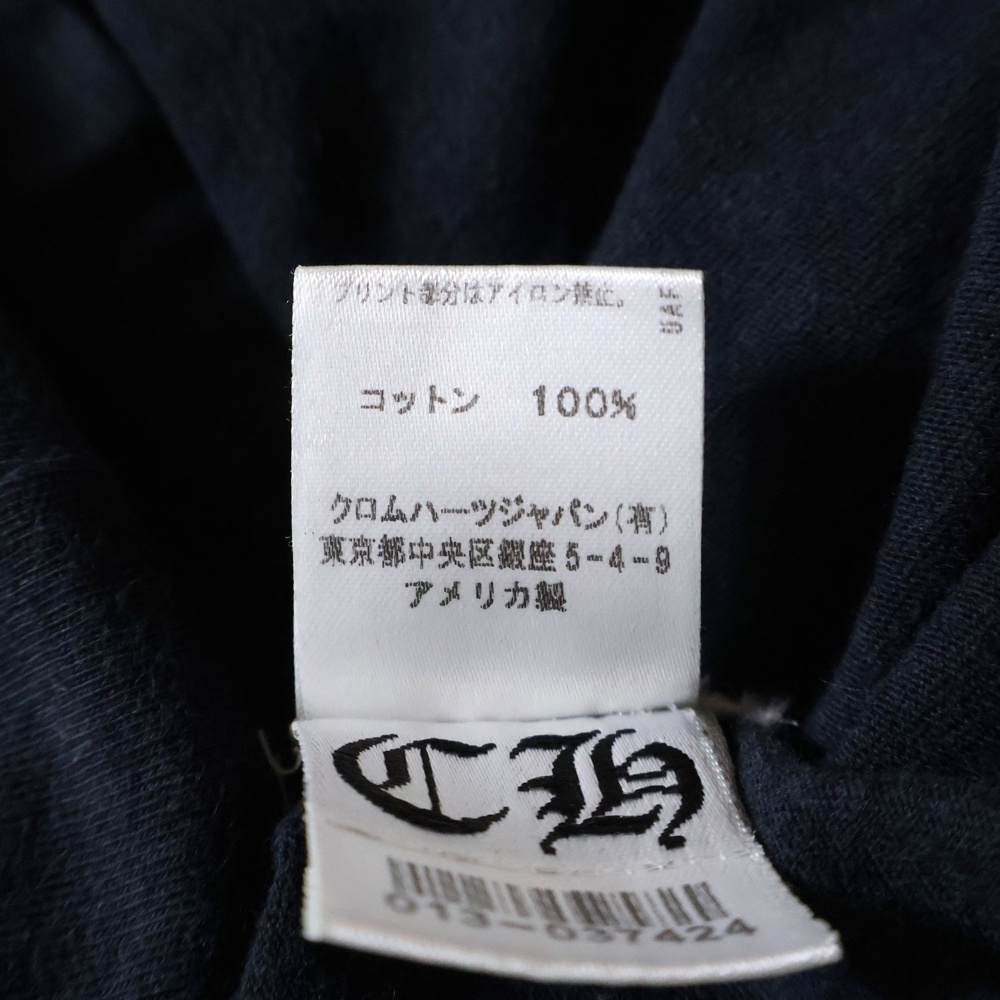 プリント部分はアイロン禁止。
UAF
コットン 100%
クロムハーツジャパン(有)
東京都中央区銀座5-4-9
アメリカ製
CH
013-037424